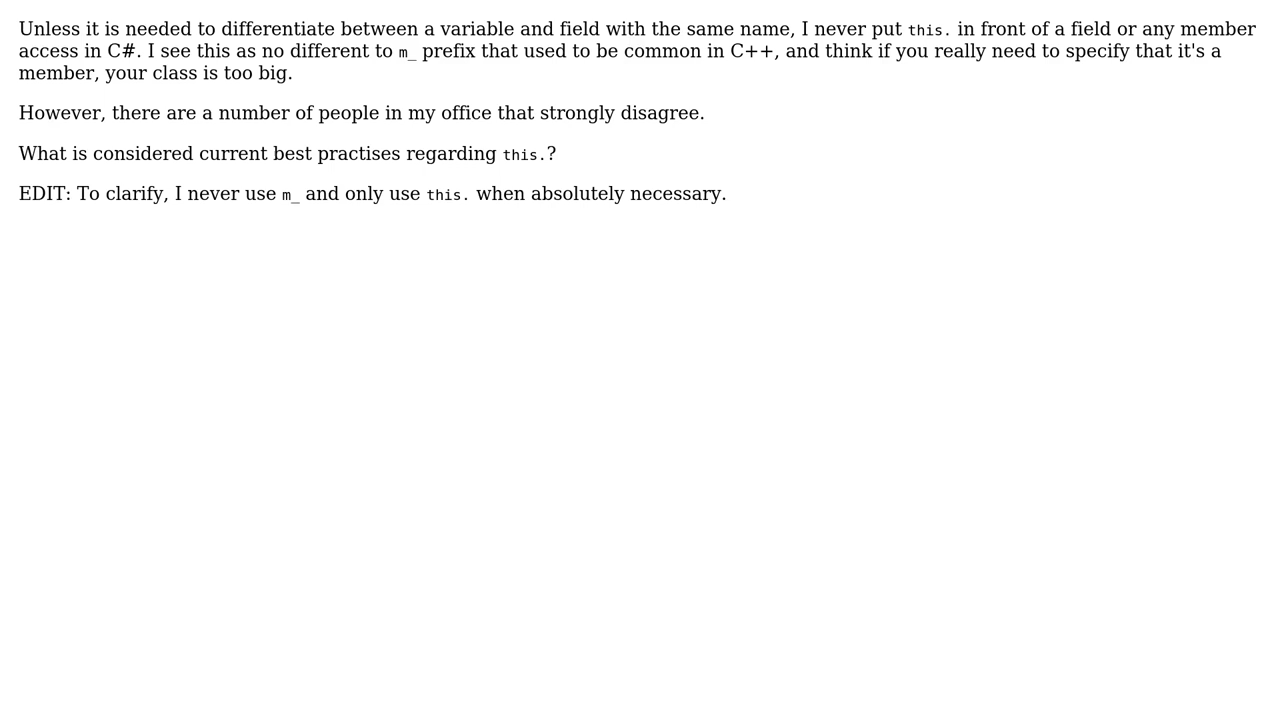 Unless it is needed to differentiate between a variable and field with the same name, I never put this. in front of a field or any member
access in C#. I see this as no different to m_ prefix that used to be common in C++, and think if you really need to specify that it's a
member, your class is too big.
However, there are a number of people in my office that strongly disagree.
What is considered current best practises regarding this.?
EDIT: To clarify, I never use m_ and only use this. when absolutely necessary.